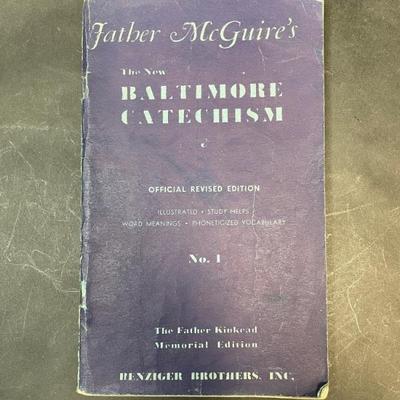 Father McGuire's
The New
BALTIMORE
CATECHISM
OFFICIAL REVISED EDITION
ILLUSTRATED • STUDY HELPS
WORD MEANINGS • PHONETICIZED VOCABULARY
No. 1
The Father Kinkead
Memorial Edition
BENZIGER BROTHERS, INC.